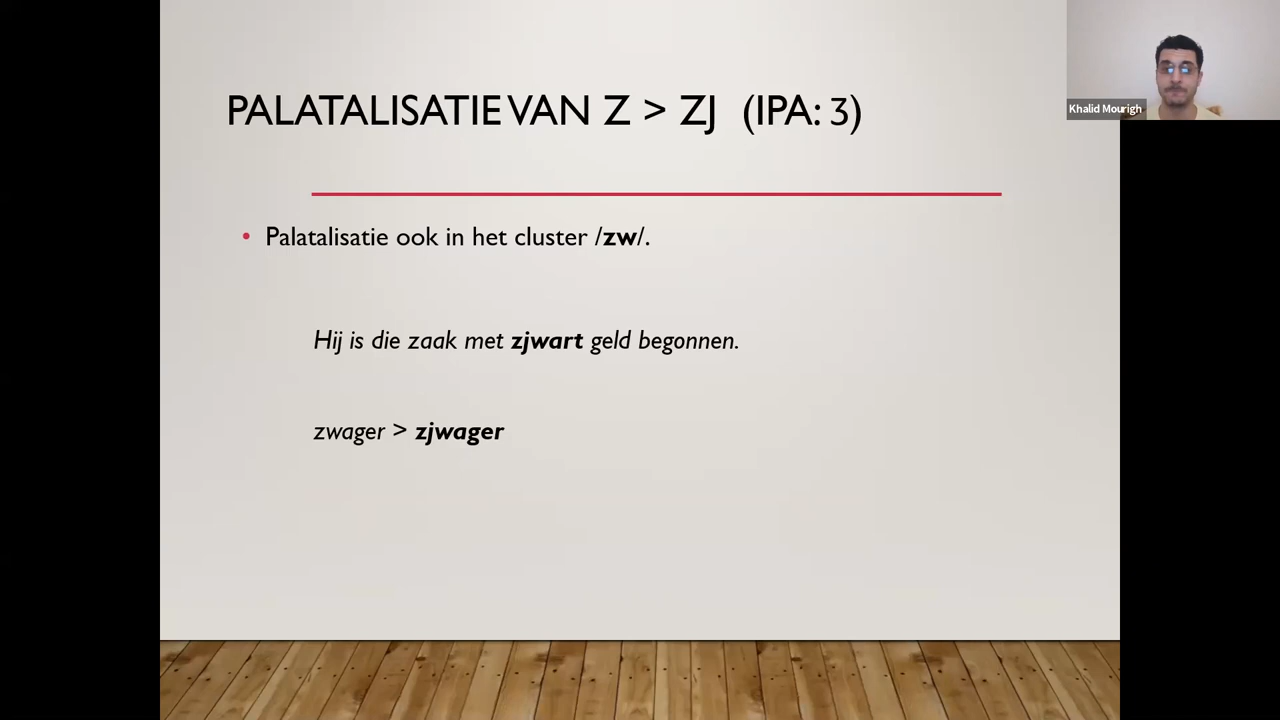 PALATALISATIE VAN Z > ZJ (IPA: ʒ)
Khalid Mourigh
• Palatalisatie ook in het cluster /zw/.
Hij is die zaak met zjwart geld begonnen.
zwager > zjwager